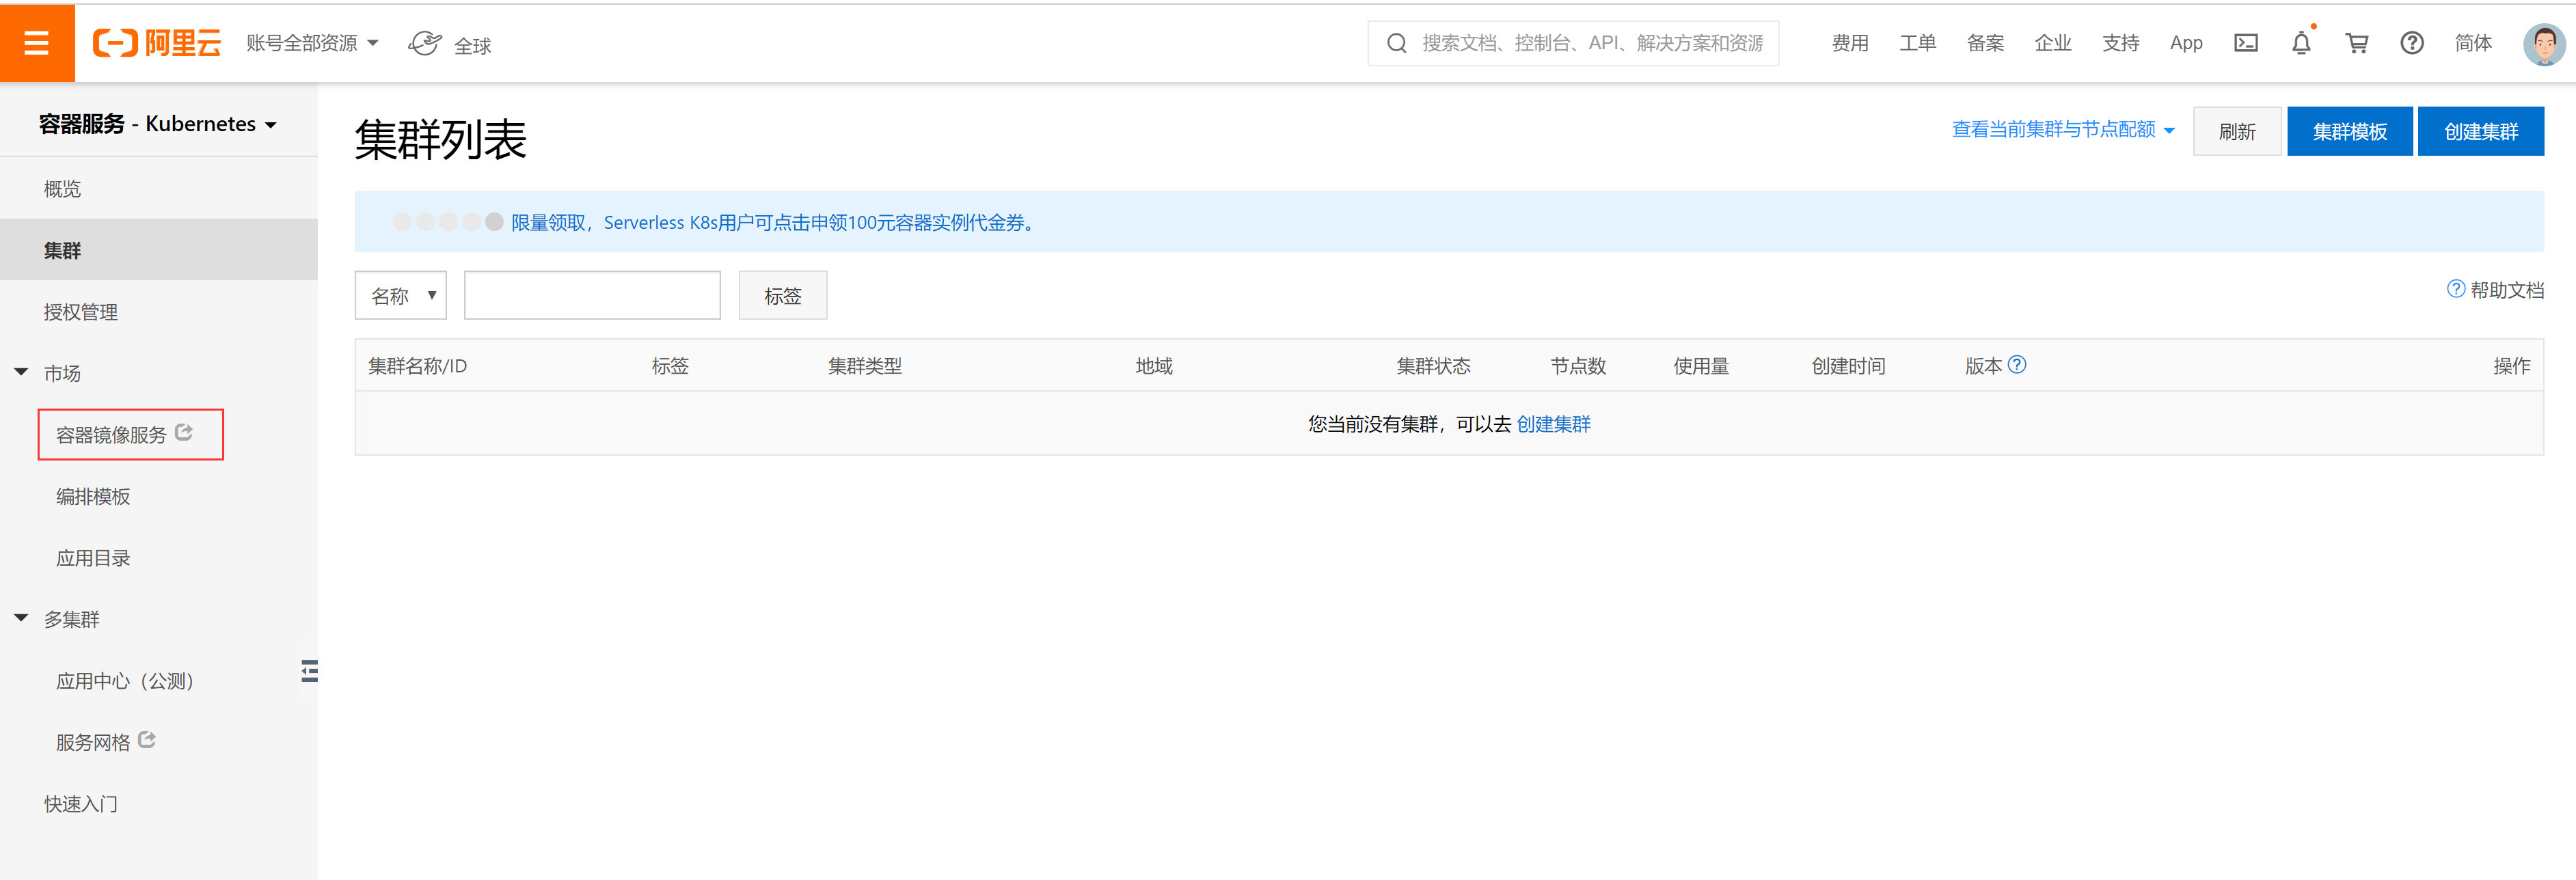 阿里云 账号全部资源 全球 搜索文档、控制台、API、解决方案和资源 费用 工单 备案 企业 支持 App 简体
容器服务 - Kubernetes
概览
集群
授权管理
市场
容器镜像服务
编排模板
应用目录
多集群
应用中心（公测）
服务网格
快速入门
集群列表
查看当前集群与节点配额 刷新 集群模板 创建集群
限量领取，Serverless K8s用户可点击申领100元容器实例代金券。
名称 标签 帮助文档
集群名称/ID 标签 集群类型 地域 集群状态 节点数 使用量 创建时间 版本 操作
您当前没有集群，可以去 创建集群